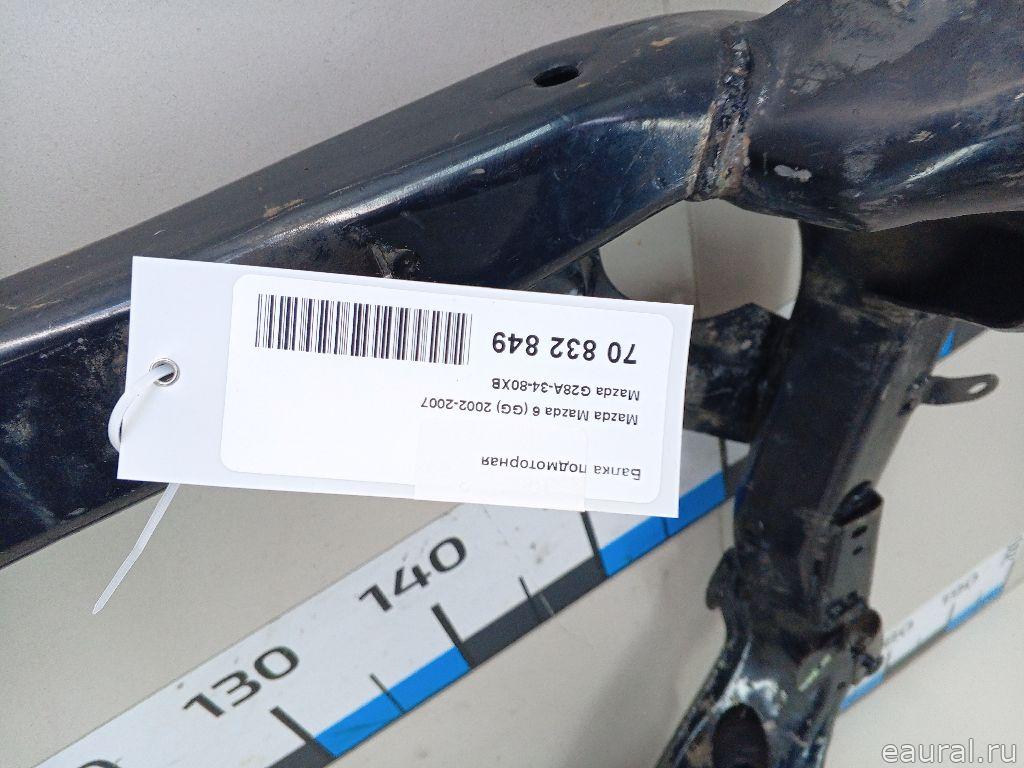 Балка подмоторная
Mazda Mazda 6 (GG) 2002-2007
Mazda G28A-34-80XB
70 832 849
140
130
eaural.ru